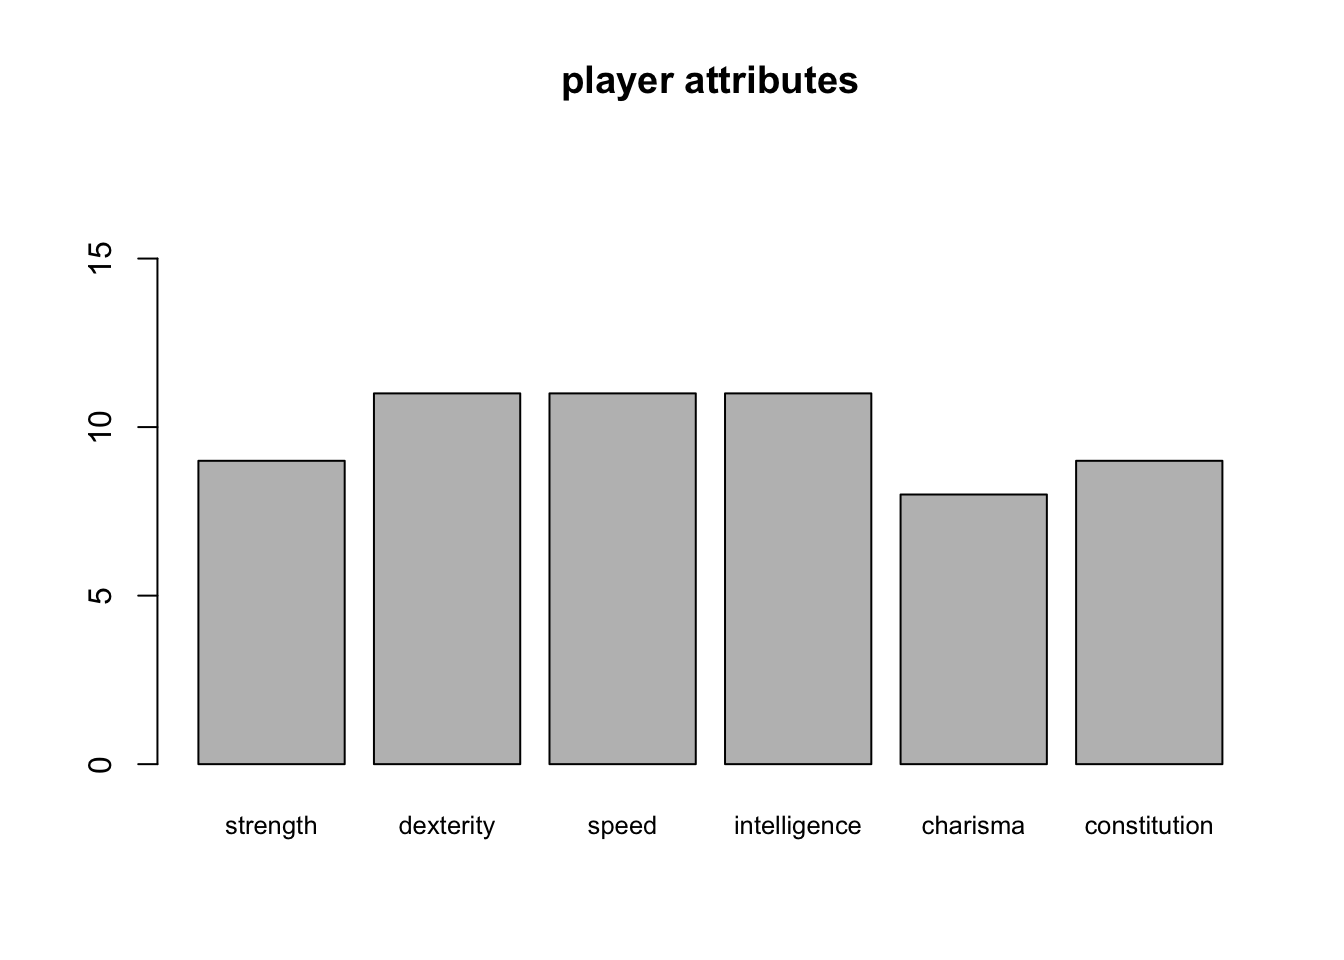 player attributes
15
10
5
0
strength dexterity speed intelligence charisma constitution